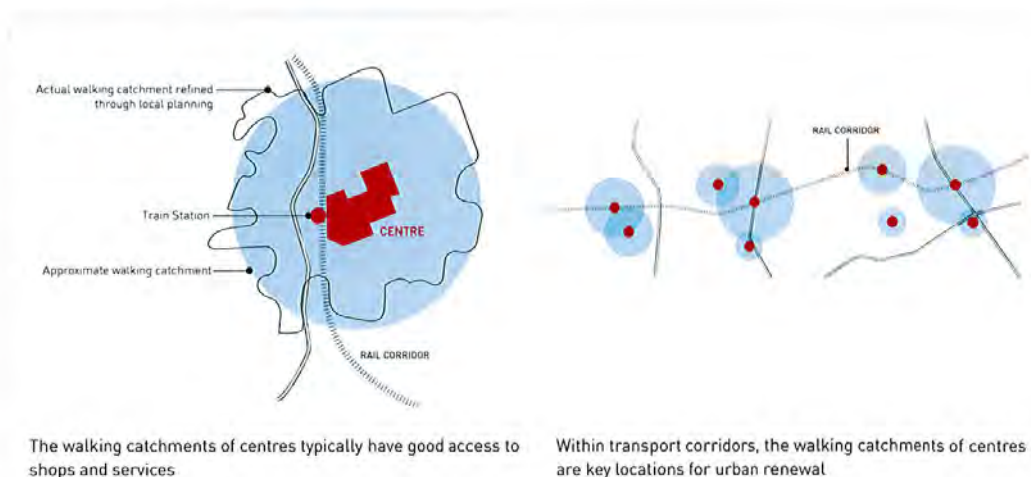 Actual walking catchment refined
through local planning
Train Station
CENTRE
Approximate walking catchment
RAIL CORRIDOR
The walking catchments of centres typically have good access to
shops and services
RAIL CORRIDOR
Within transport corridors, the walking catchments of centres
are key locations for urban renewal